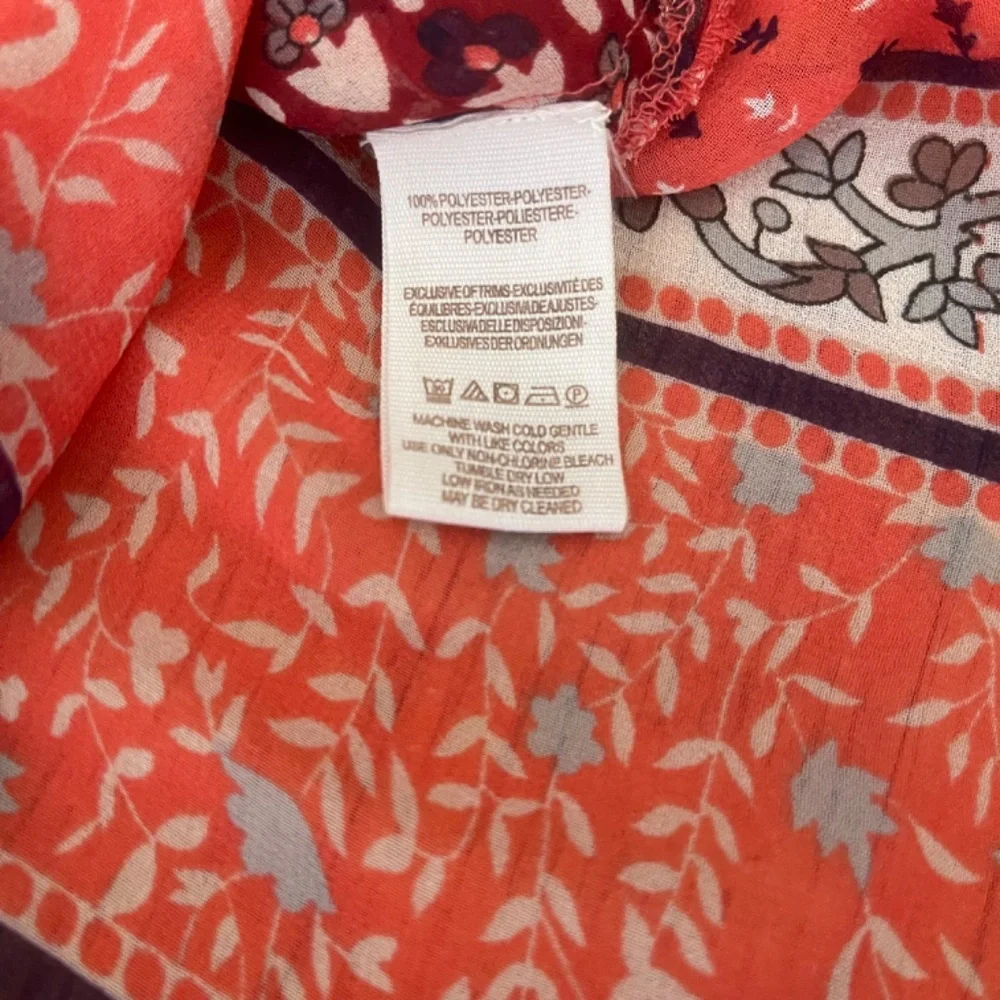 100% POLYESTER-POLYESTER-
POLYESTER-POLIESTERE-
POLYESTER
EXCLUSIVE OF TRIMS-EXCLUSIVITÉ DES
ÉQUILIBRES-EXCLUSIVA DE AJUSTES-
ESCLUSIVA DELLE DISPOSIZIONI-
EXKLUSIVES DER ORDNUNGEN
30 P
MACHINE WASH COLD GENTLE
WITH LIKE COLORS
USE ONLY NON-CHLORINE BLEACH
TUMBLE DRY LOW
LOW IRON AS NEEDED
MAY BE DRY CLEANED